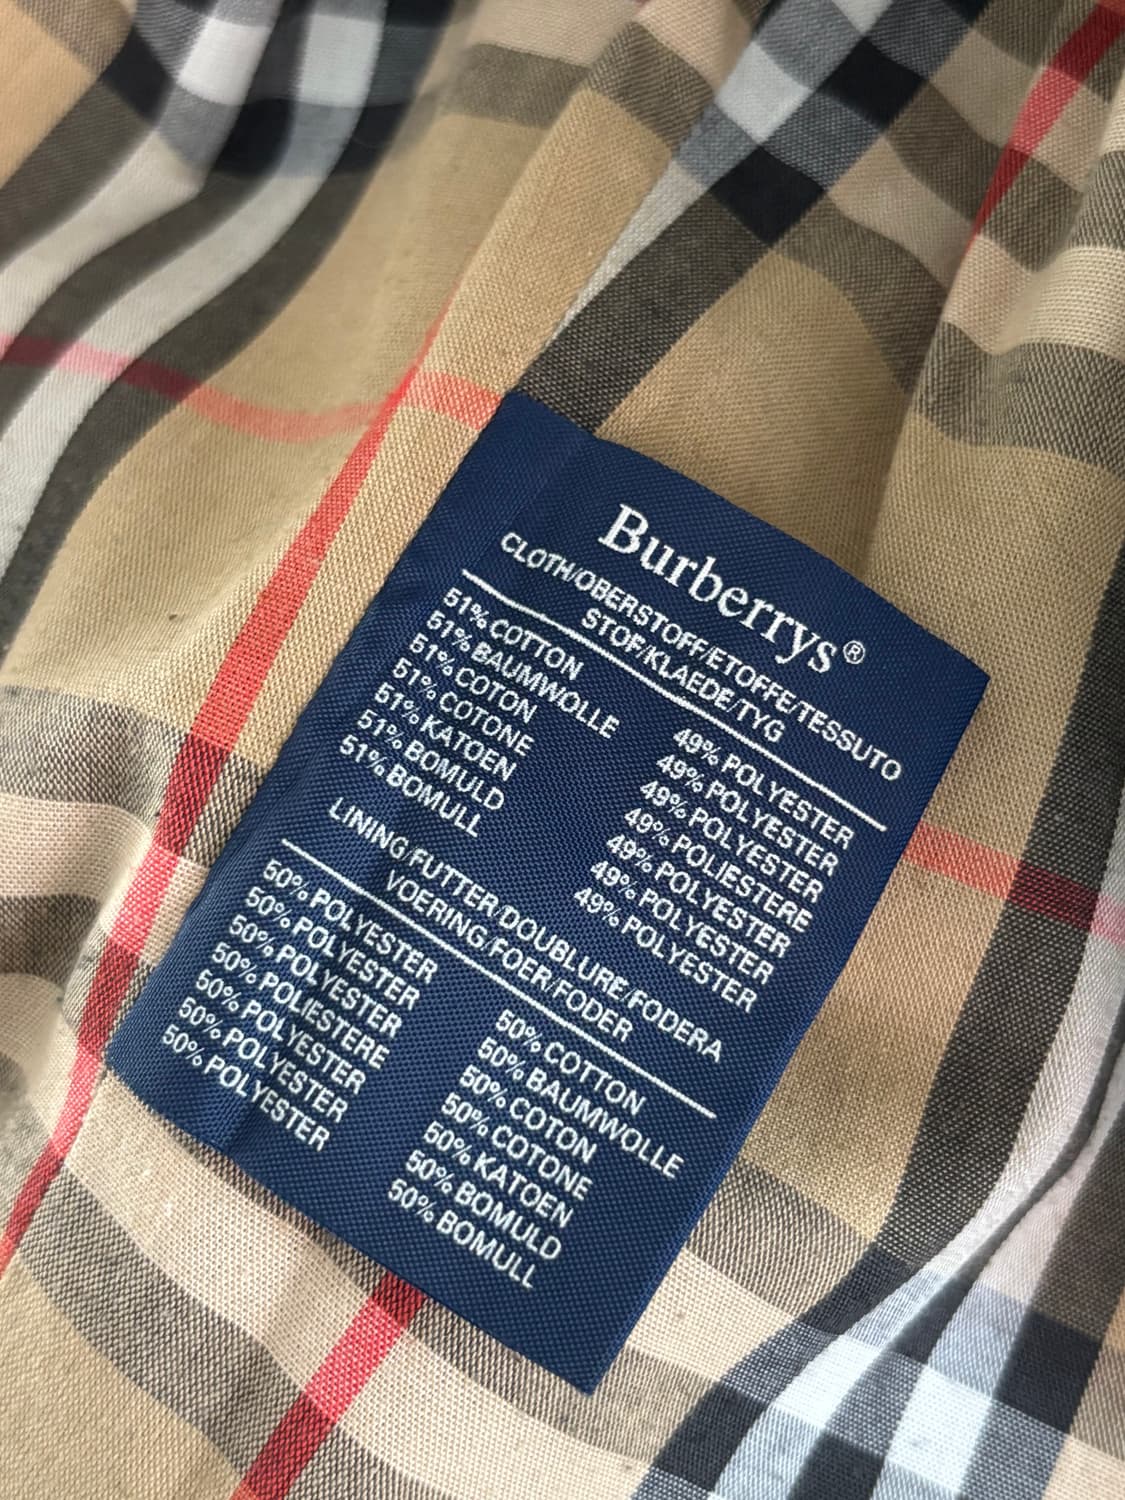 Burberrys®
CLOTH/OBERSTOFF/ETOFFE/TESSUTO
STOF/KLAEDE/TYG
51% COTTON 49% POLYESTER
51% BAUMWOLLE 49% POLYESTER
51% COTON 49% POLYESTER
51% COTONE 49% POLIESTERE
51% KATOEN 49% POLYESTER
51% BOMULD 49% POLYESTER
51% BOMULL 49% POLYESTER
LINING/FUTTER/DOUBLURE/FODERA
VOERING/FOER/FODER
50% POLYESTER 50% COTTON
50% POLYESTER 50% BAUMWOLLE
50% POLYESTER 50% COTON
50% POLIESTERE 50% COTONE
50% POLYESTER 50% KATOEN
50% POLYESTER 50% BOMULD
50% POLYESTER 50% BOMULL